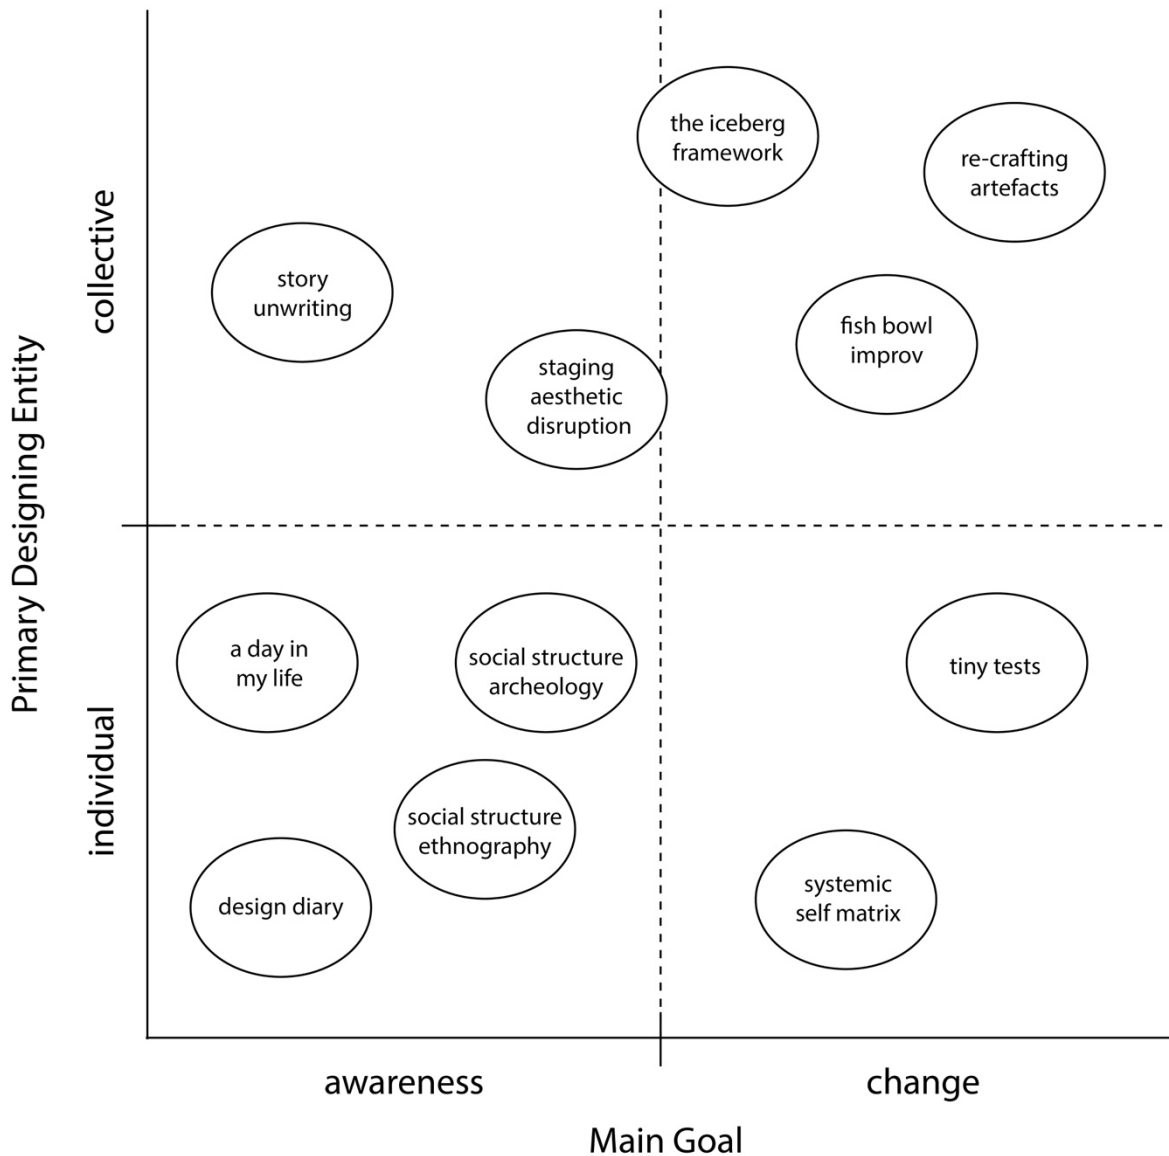 the iceberg
framework
re-crafting
artefacts
story
unwriting
fish bowl
improv
staging
aesthetic
disruption
collective
Primary Designing Entity
individual
a day in
my life
social structure
archeology
tiny tests
social structure
ethnography
design diary
systemic
self matrix
awareness
change
Main Goal